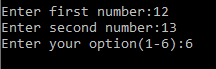 Enter first number:12
Enter second number:13
Enter your option(1-6):6